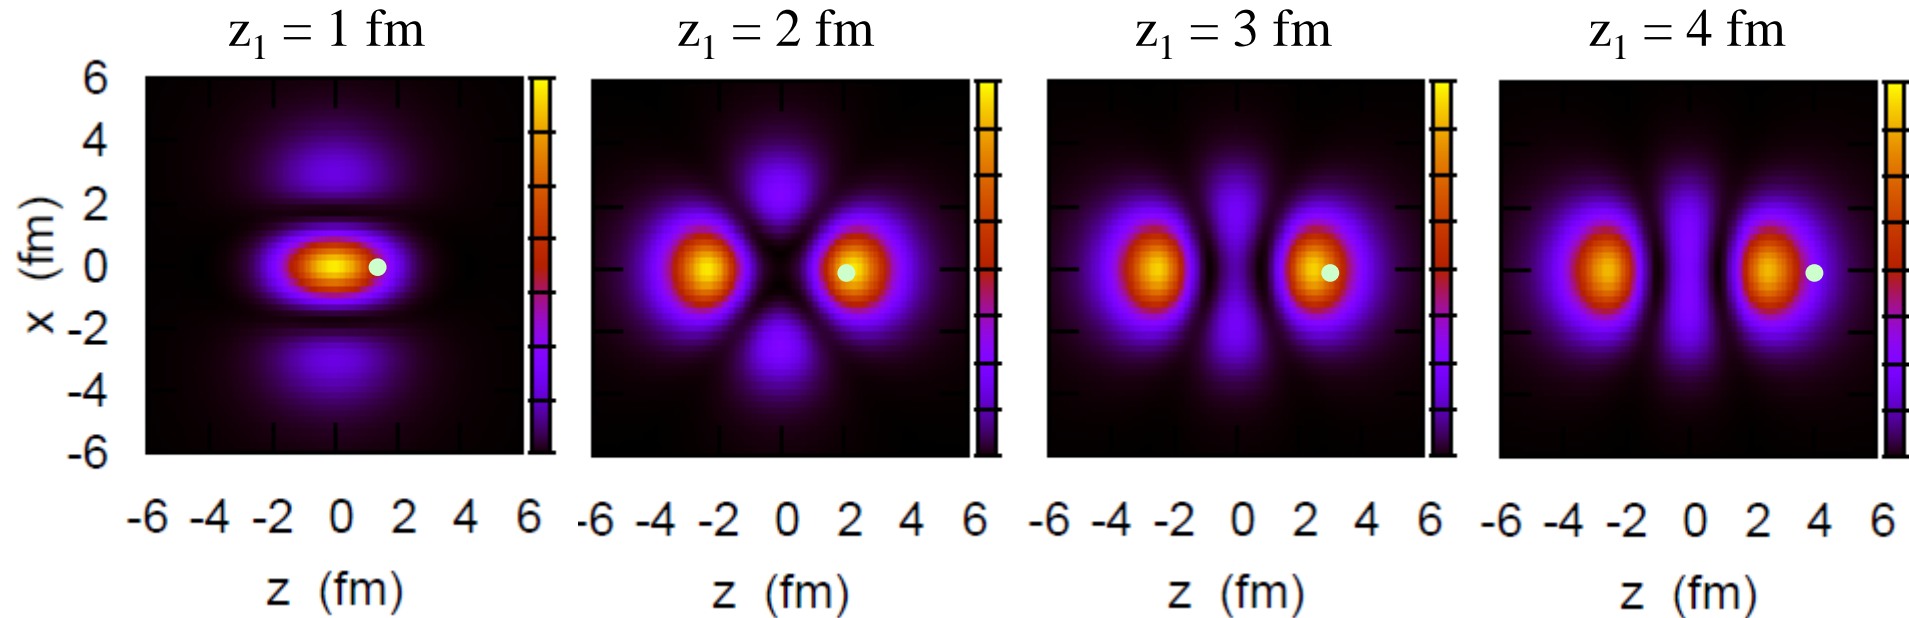 z₁ = 1 fm z₁ = 2 fm z₁ = 3 fm z₁ = 4 fm
6
4
2
0
-2
-4
-6
x (fm)
-6 -4 -2 0 2 4 6 -6 -4 -2 0 2 4 6 -6 -4 -2 0 2 4 6 -6 -4 -2 0 2 4 6
z (fm) z (fm) z (fm) z (fm)